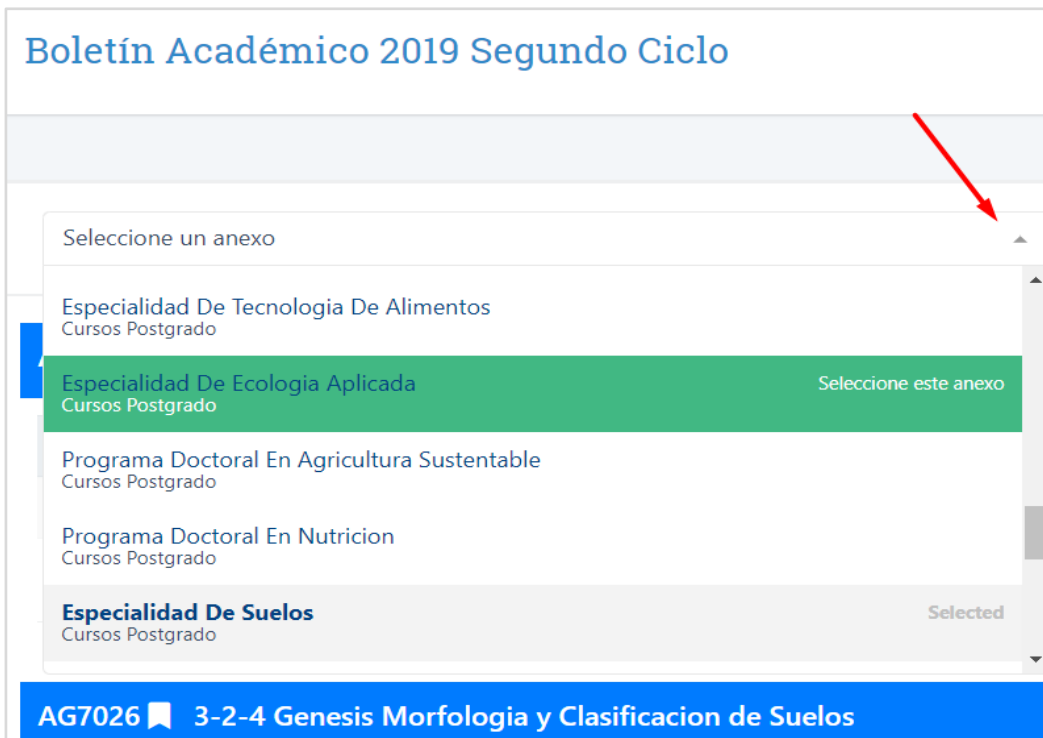 Boletín Académico 2019 Segundo Ciclo
Seleccione un anexo
Especialidad De Tecnologia De Alimentos
Cursos Postgrado
Especialidad De Ecologia Aplicada Seleccione este anexo
Cursos Postgrado
Programa Doctoral En Agricultura Sustentable
Cursos Postgrado
Programa Doctoral En Nutricion
Cursos Postgrado
Especialidad De Suelos Selected
Cursos Postgrado
AG7026 3-2-4 Genesis Morfologia y Clasificacion de Suelos